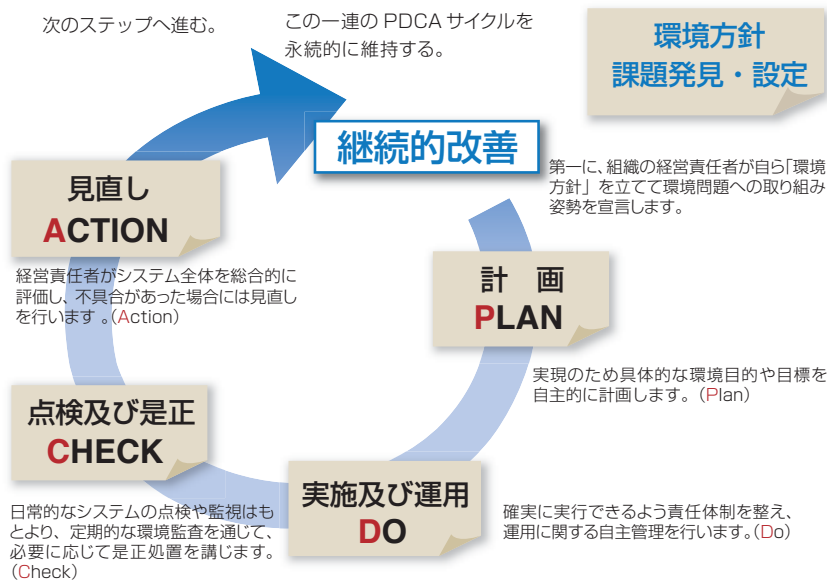 次のステップへ進む。
この一連の PDCA サイクルを
永続的に維持する。
環境方針
課題発見・設定
継続的改善
第一に、組織の経営責任者が自ら「環境
方針」を立てて環境問題への取り組み
姿勢を宣言します。
見直し
ACTION
経営責任者がシステム全体を総合的に
評価し、不具合があった場合には見直し
を行います 。(Action)
計　画
PLAN
実現のため具体的な環境目的や目標を
自主的に計画します。(Plan)
点検及び是正
CHECK
日常的なシステムの点検や監視はも
とより、定期的な環境監査を通じて、
必要に応じて是正処置を講じます。
(Check)
実施及び運用
DO
確実に実行できるよう責任体制を整え、
運用に関する自主管理を行います。(Do)